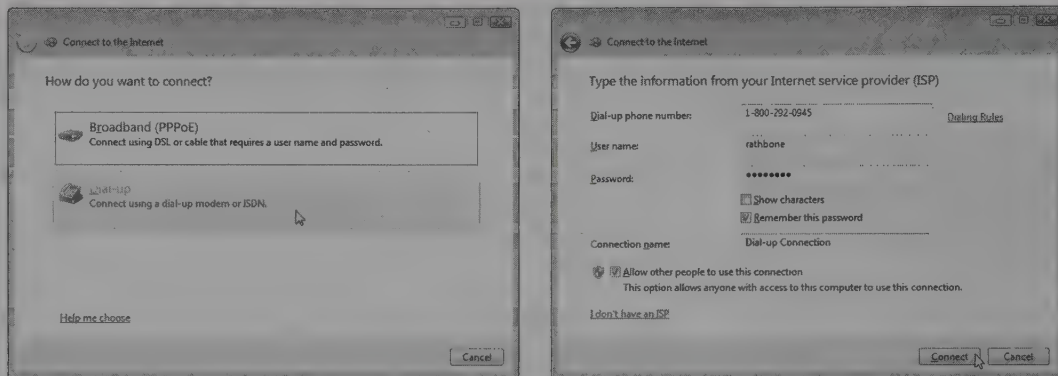 Connect to the Internet
How do you want to connect?
Broadband (PPPoE)
Connect using DSL or cable that requires a user name and password.
Dial-up
Connect using a dial-up modem or ISDN.
Help me choose
Cancel
Connect to the Internet
Type the information from your Internet service provider (ISP)
Dial-up phone number:
1-800-292-0945
Dialing Rules
User name:
rathbone
Password:
••••••••
Show characters
Remember this password
Connection name:
Dial-up Connection
Allow other people to use this connection
This option allows anyone with access to this computer to use this connection.
I don't have an ISP
Connect
Cancel